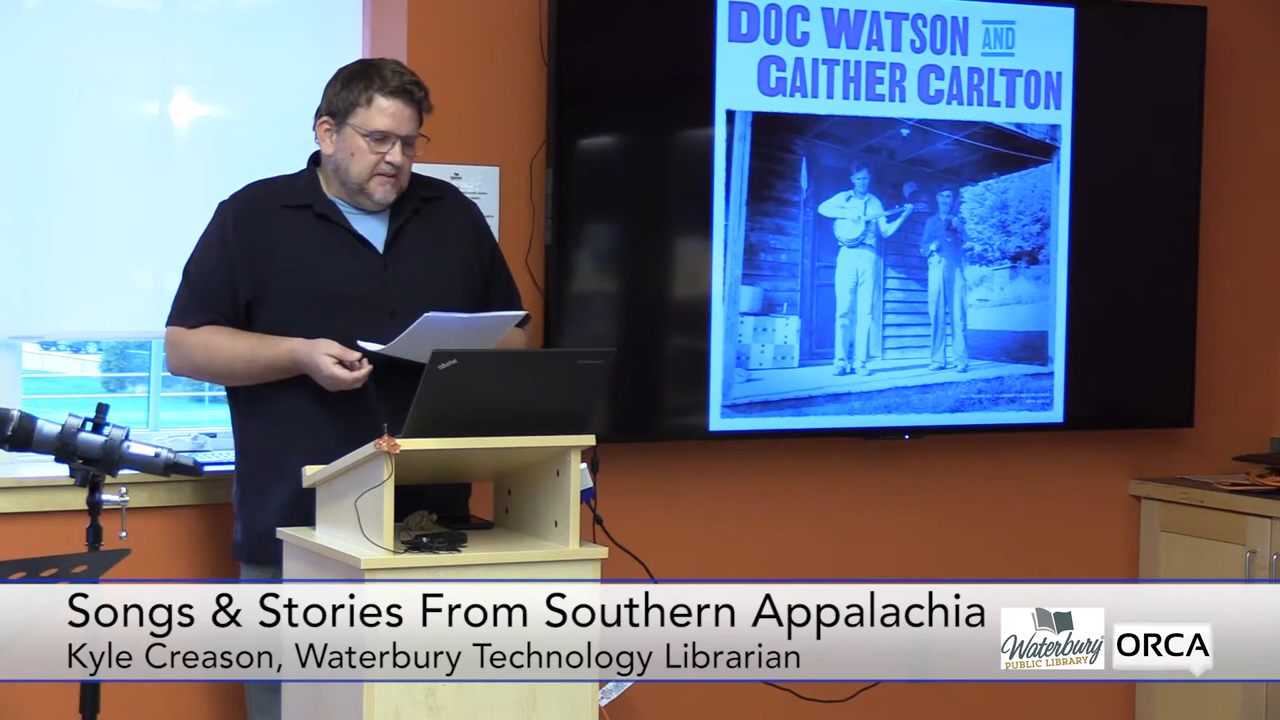 DOC WATSON AND
GAITHER CARLTON
ThinkPad
Songs & Stories From Southern Appalachia
Kyle Creason, Waterbury Technology Librarian
Waterbury
PUBLIC LIBRARY
ORCA